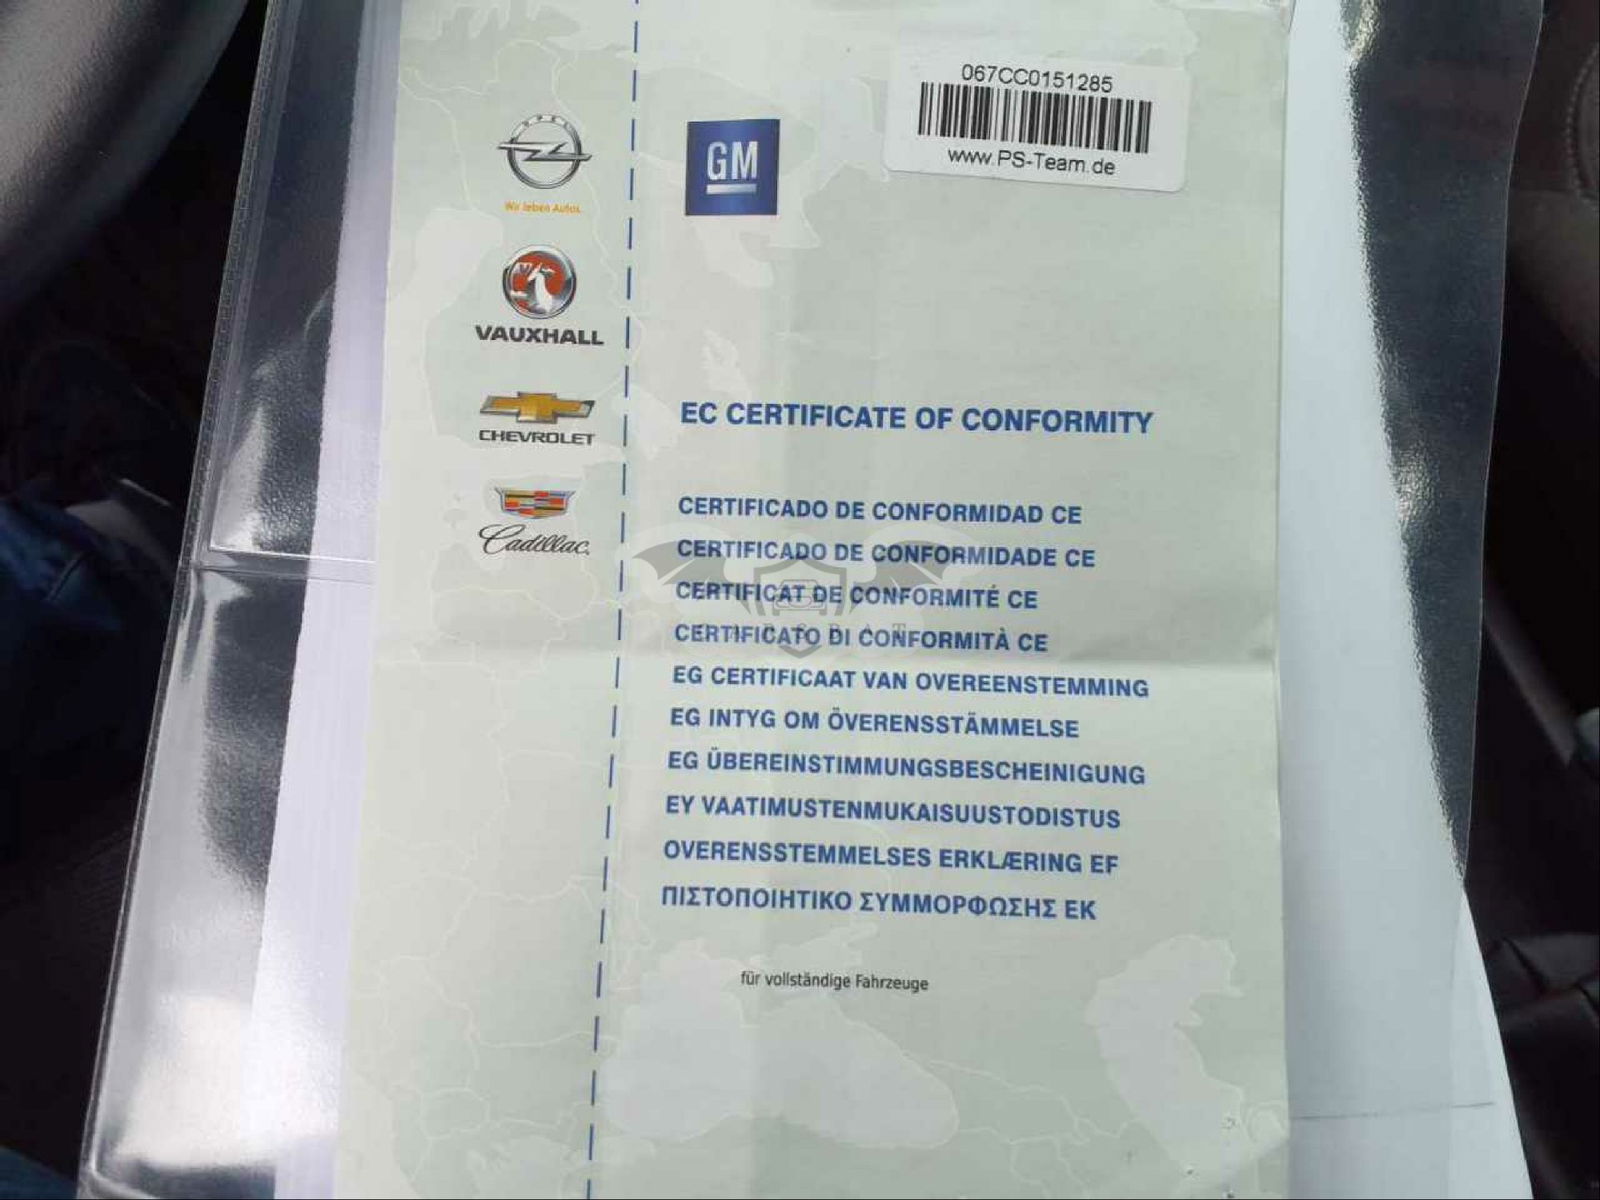 067CC0151285
www.PS-Team.de
OPEL
Wir leben Autos.
GM
VAUXHALL
CHEVROLET
Cadillac
EC CERTIFICATE OF CONFORMITY
CERTIFICADO DE CONFORMIDAD CE
CERTIFICADO DE CONFORMIDADE CE
CERTIFICAT DE CONFORMITÉ CE
CERTIFICATO DI CONFORMITÀ CE
EG CERTIFICAAT VAN OVEREENSTEMMING
EG INTYG OM ÖVERENSSTÄMMELSE
EG ÜBEREINSTIMMUNGSBESCHEINIGUNG
EY VAATIMUSTENMUKAISUUSTODISTUS
OVERENSSTEMMELSES ERKLÆRING EF
ΠΙΣΤΟΠΟΙΗΤΙΚΟ ΣΥΜΜΟΡΦΩΣΗΣ ΕΚ
für vollständige Fahrzeuge